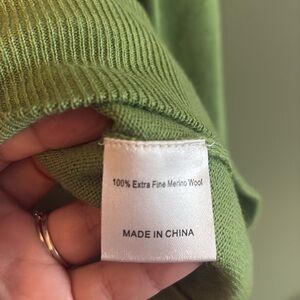 100% Extra Fine Merino Wool
MADE IN CHINA